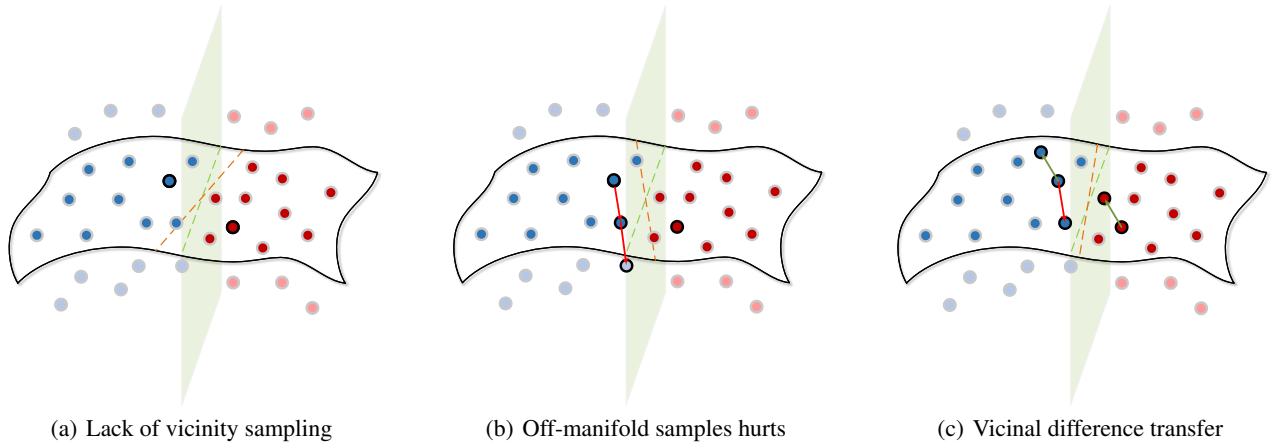 (a) Lack of vicinity sampling
(b) Off-manifold samples hurts
(c) Vicinal difference transfer